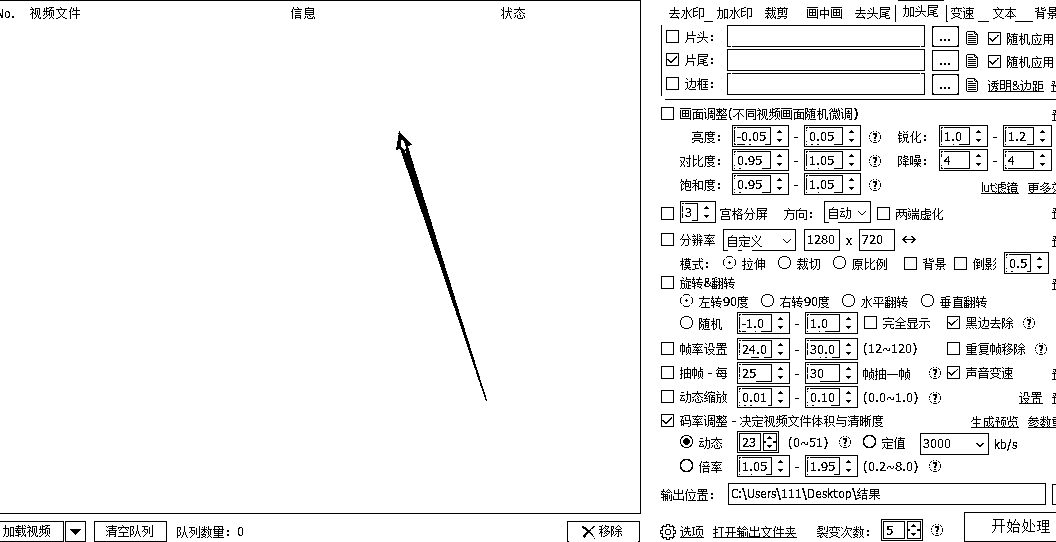 No. 视频文件 信息 状态
去水印 加水印 裁剪 画中画 去头尾 加头尾 变速 文本 背景
片头: ... 随机应用
片尾: ... 随机应用
边框: ... 透明&边距
画面调整(不同视频画面随机微调)
亮度: -0.05 - 0.05 锐化: 1.0 - 1.2
对比度: 0.95 - 1.05 降噪: 4 - 4
饱和度: 0.95 - 1.05 lut滤镜 更多
3 宫格分屏 方向: 自动 两端虚化
分辨率 自定义 1280 x 720
模式: 拉伸 裁切 原比例 背景 倒影 0.5
旋转&翻转
左转90度 右转90度 水平翻转 垂直翻转
随机 -1.0 - 1.0 完全显示 黑边去除
帧率设置 24.0 - 30.0 (12~120) 重复帧移除
抽帧 - 每 25 - 30 帧抽一帧 声音变速
动态缩放 0.01 - 0.10 (0.0~1.0) 设置
码率调整 - 决定视频文件体积与清晰度 生成预览 参数
动态 23 (0~51) 定值 3000 kb/s
倍率 1.05 - 1.95 (0.2~8.0)
输出位置: C:\Users\111\Desktop\结果
加载视频 清空队列 队列数量: 0 移除 选项 打开输出文件夹 裂变次数: 5 开始处理